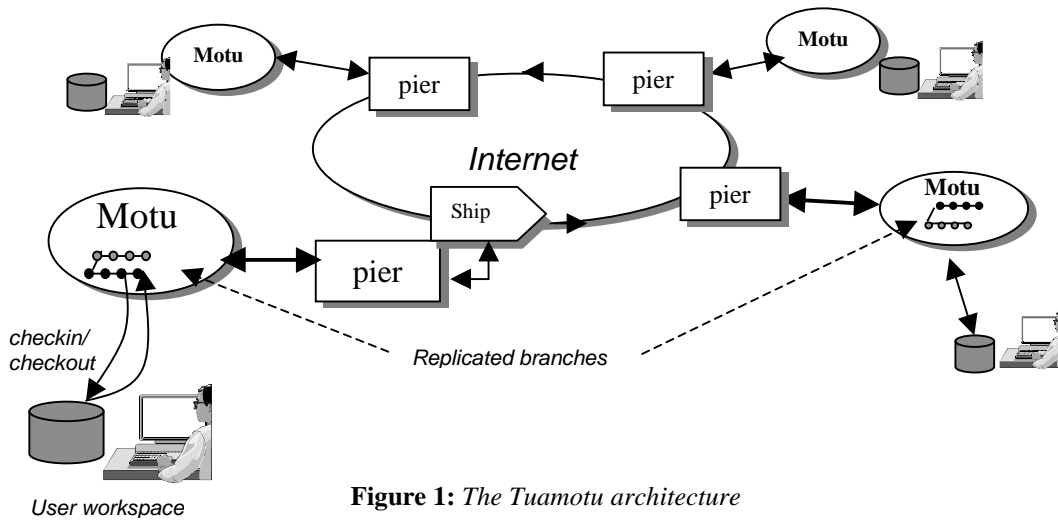 Motu
Motu
pier
pier
Internet
pier
Motu
Motu
Ship
pier
checkin/
checkout
Replicated branches
User workspace
Figure 1: The Tuamotu architecture